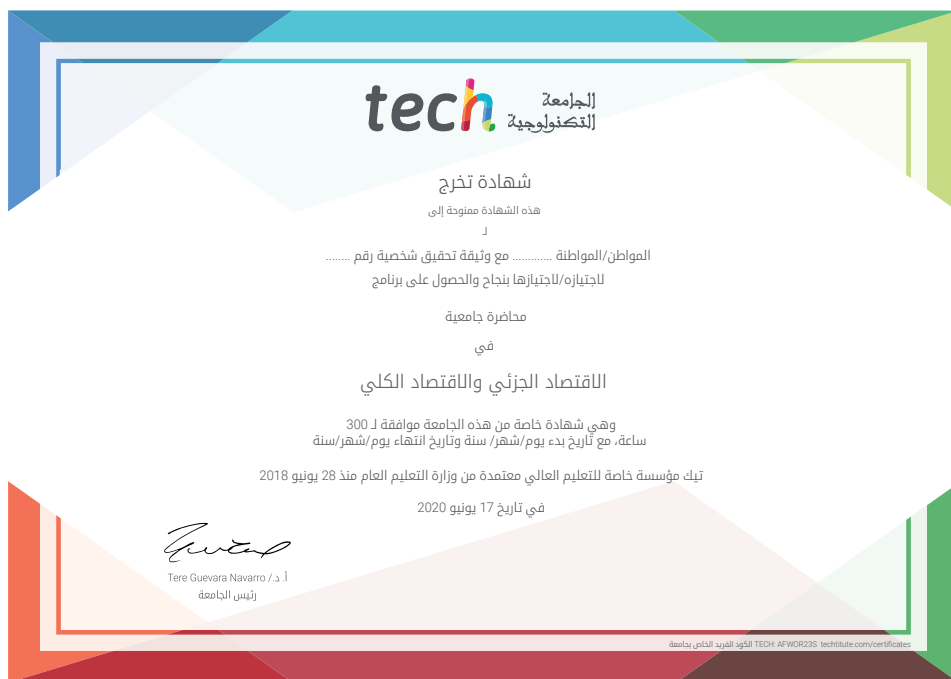 tech الجامعة
التكنولوجية
شهادة تخرج
هذه الشهادة ممنوحة إلى
لـ
المواطن/المواطنة ............ مع وثيقة تحقيق شخصية رقم ........
لاجتيازه/لاجتيازها بنجاح والحصول على برنامج
محاضرة جامعية
في
الاقتصاد الجزئي والاقتصاد الكلي
وهي شهادة خاصة من هذه الجامعة موافقة لـ 300
ساعة، مع تاريخ بدء يوم/شهر/ سنة وتاريخ انتهاء يوم/شهر/سنة
تيك مؤسسة خاصة للتعليم العالي معتمدة من وزارة التعليم العام منذ 28 يونيو 2018
في تاريخ 17 يونيو 2020
أ. د./ Tere Guevara Navarro
رئيس الجامعة
الكود الفريد الخاص بجامعة TECH: AFWOR23S techtitute.com/certificates